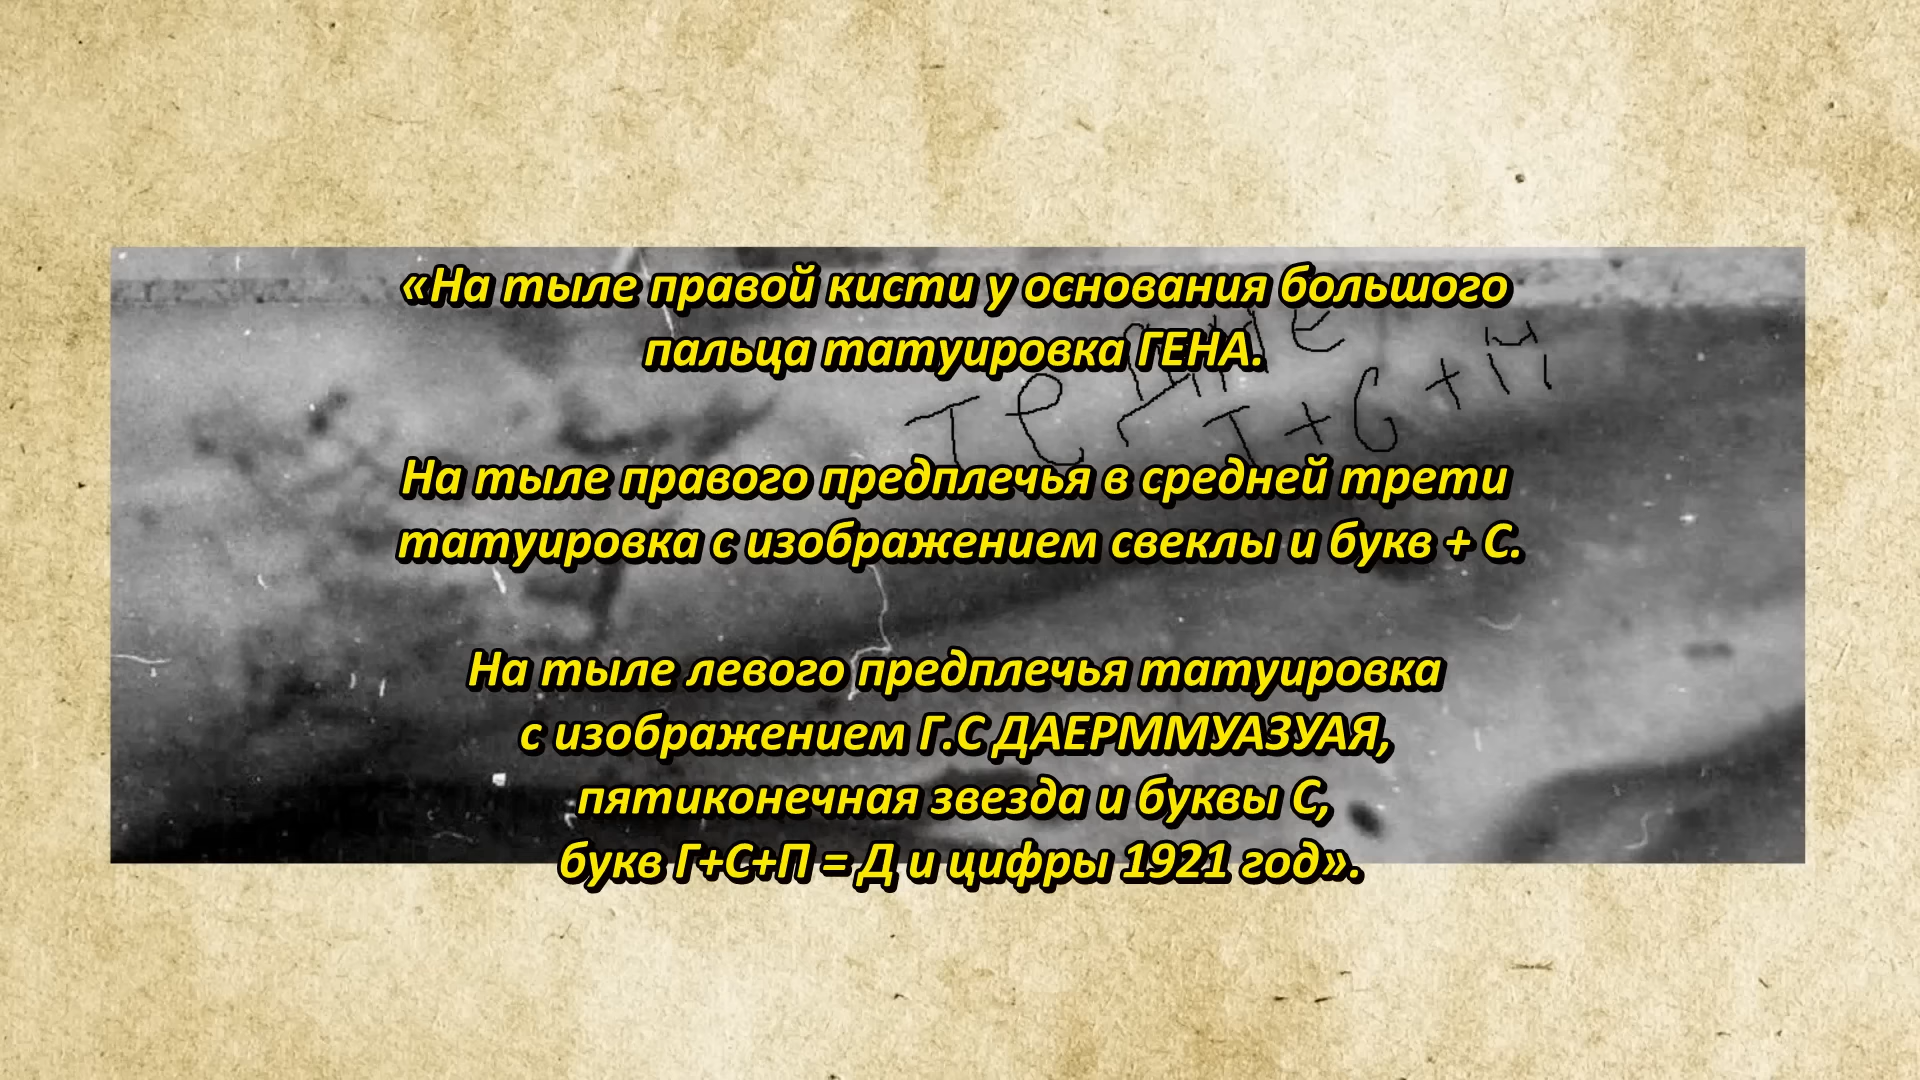 «На тыле правой кисти у основания большого
пальца татуировка ГЕНА.
На тыле правого предплечья в средней трети
татуировка с изображением свеклы и букв + С.
На тыле левого предплечья татуировка
с изображением Г.С ДАЕРММУАЗУАЯ,
пятиконечная звезда и буквы С,
букв Г+С+П = Д и цифры 1921 год».